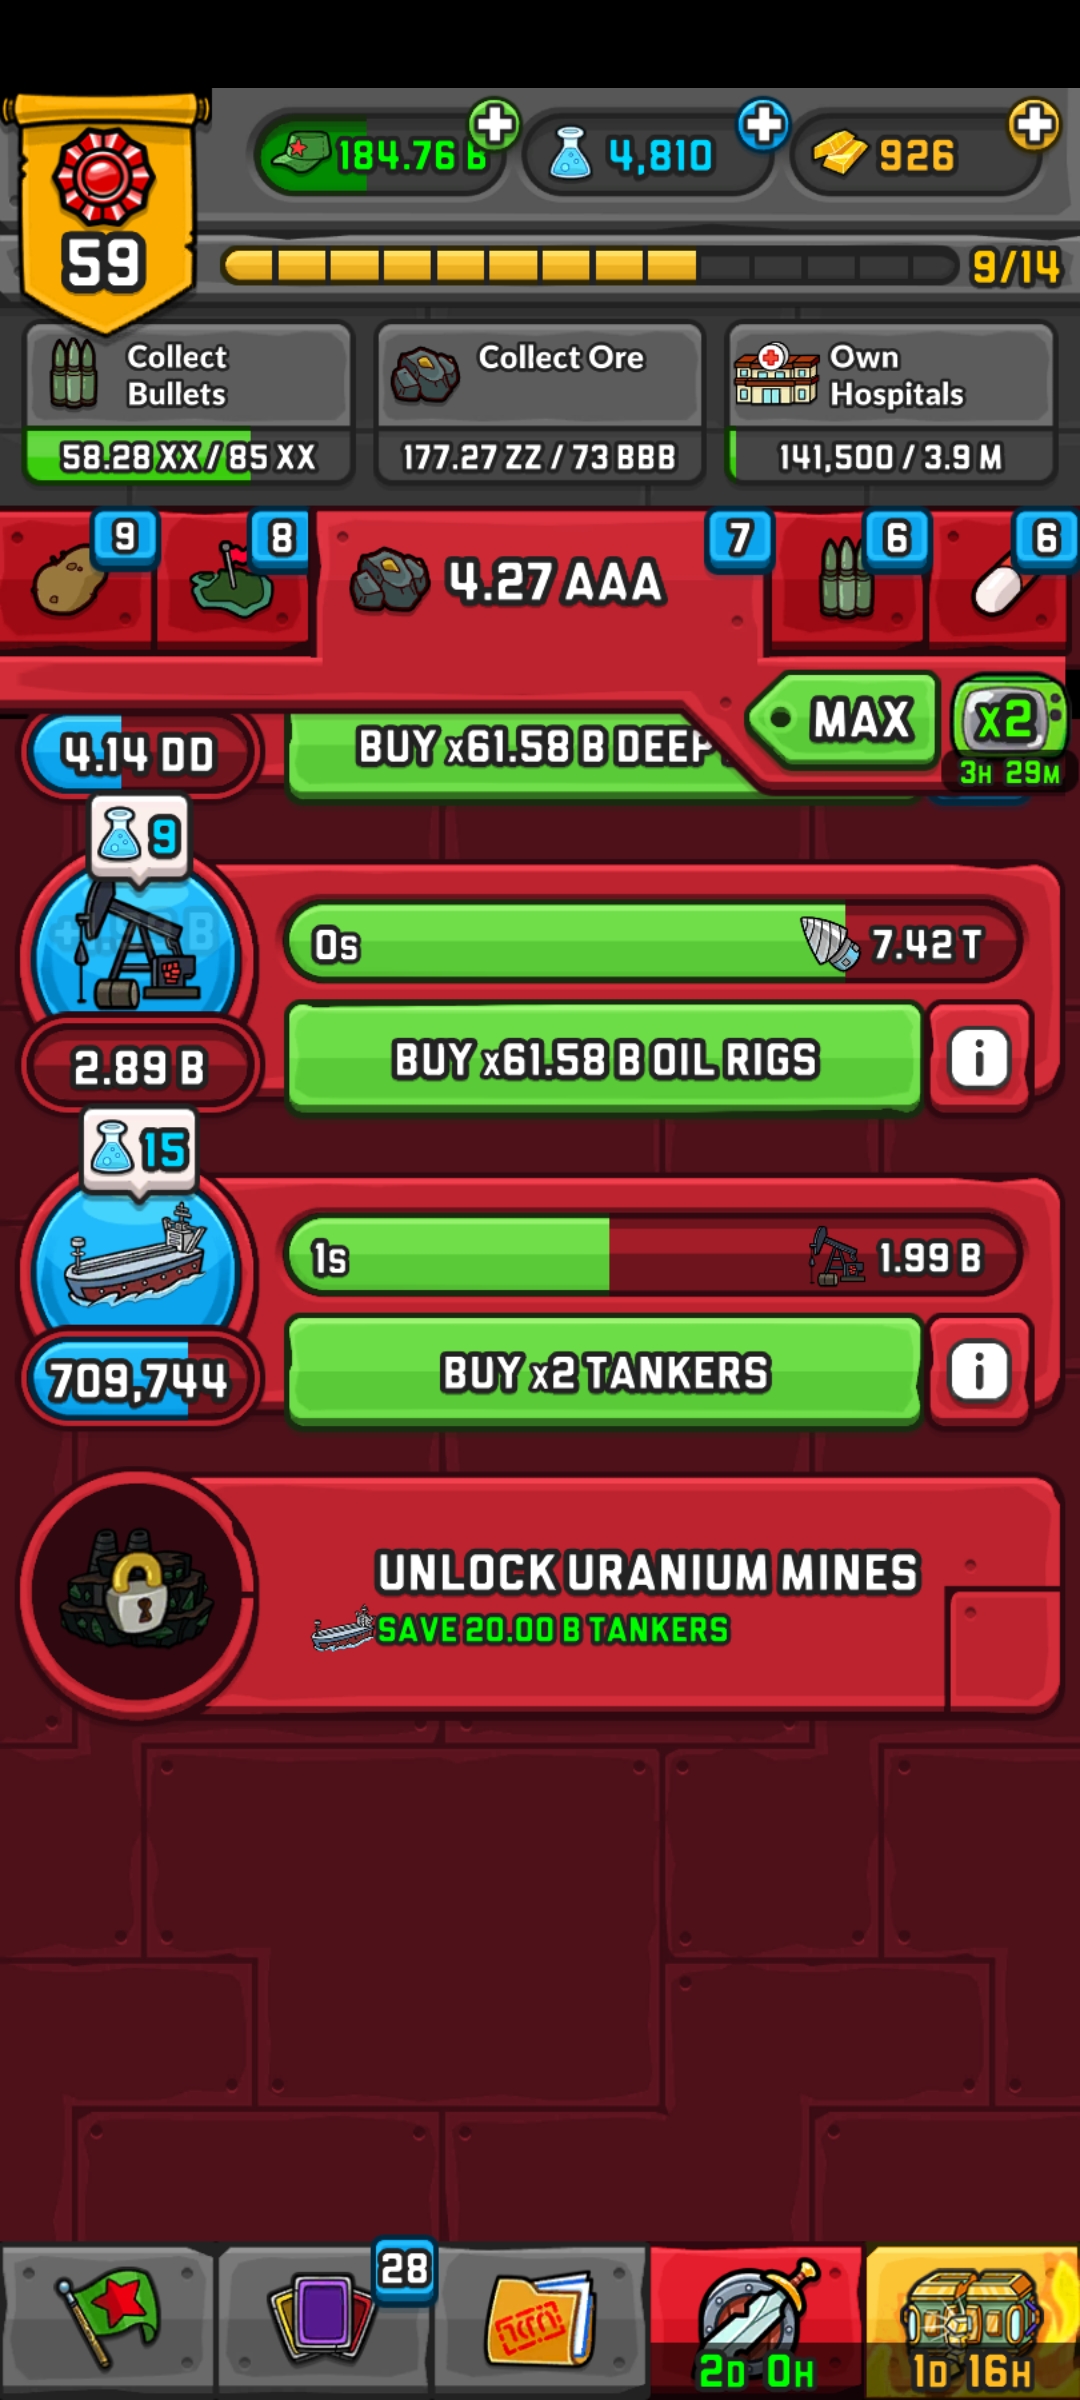 184.76 B
4,810
926
59
9/14
Collect
Bullets
58.28 XX / 85 XX
Collect Ore
177.27 ZZ / 73 BBB
Own
Hospitals
141,500 / 3.9 M
9
8
4.27 AAA
7
6
6
MAX
x2
3H 29M
4.14 DD
BUY x61.58 B DEEP
9
0s
7.42 T
2.89 B
BUY x61.58 B OIL RIGS
i
15
1s
1.99 B
709,744
BUY x2 TANKERS
i
UNLOCK URANIUM MINES
SAVE 20.00 B TANKERS
28
2D 0H
1D 16H